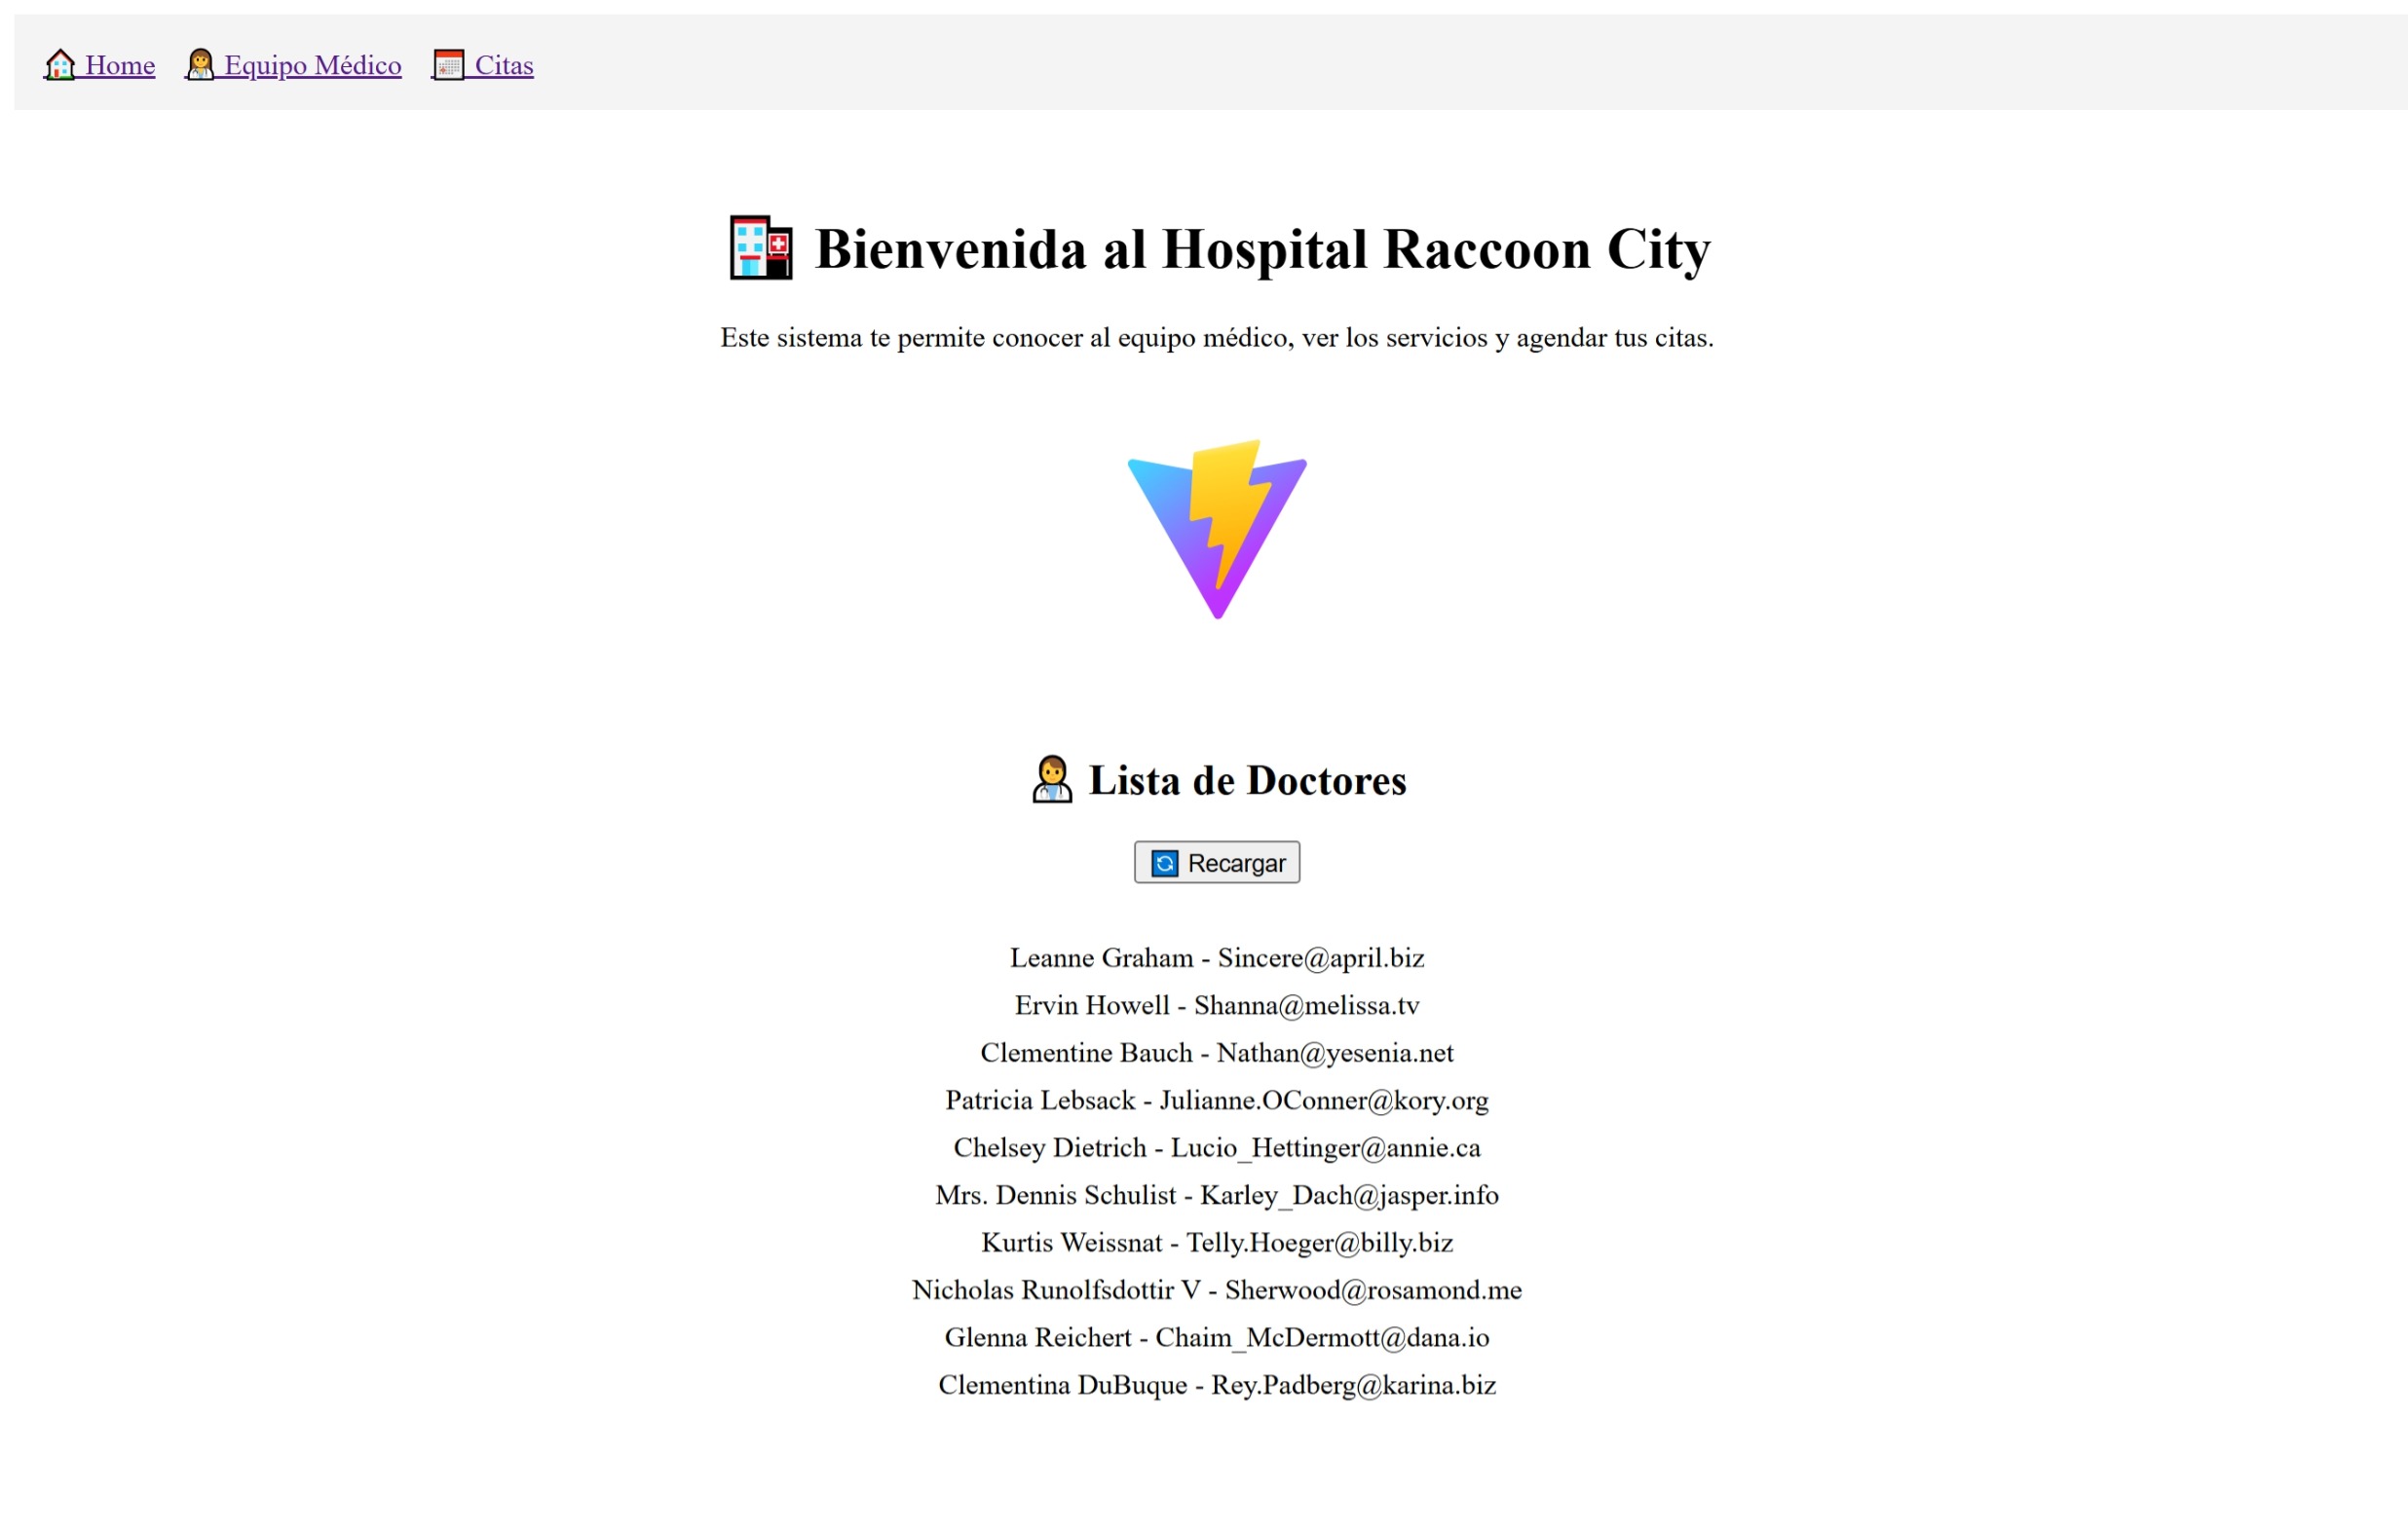 Home Equipo Médico Citas
Bienvenida al Hospital Raccoon City
Este sistema te permite conocer al equipo médico, ver los servicios y agendar tus citas.
Lista de Doctores
Recargar
Leanne Graham - Sincere@april.biz
Ervin Howell - Shanna@melissa.tv
Clementine Bauch - Nathan@yesenia.net
Patricia Lebsack - Julianne.OConner@kory.org
Chelsey Dietrich - Lucio_Hettinger@annie.ca
Mrs. Dennis Schulist - Karley_Dach@jasper.info
Kurtis Weissnat - Telly.Hoeger@billy.biz
Nicholas Runolfsdottir V - Sherwood@rosamond.me
Glenna Reichert - Chaim_McDermott@dana.io
Clementina DuBuque - Rey.Padberg@karina.biz